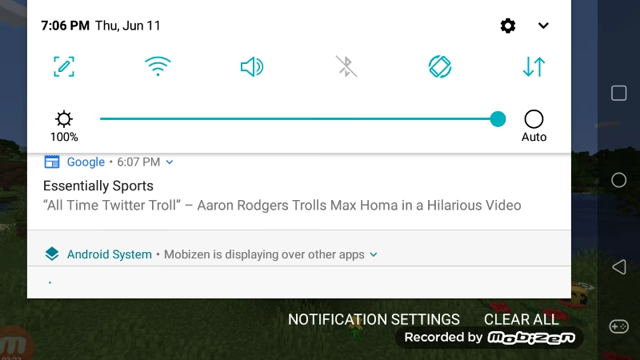 7:06 PM Thu, Jun 11
100%
Auto
Google • 6:07 PM
Essentially Sports
“All Time Twitter Troll” – Aaron Rodgers Trolls Max Homa in a Hilarious Video
Android System • Mobizen is displaying over other apps
NOTIFICATION SETTINGS CLEAR ALL
Recorded by mobizen